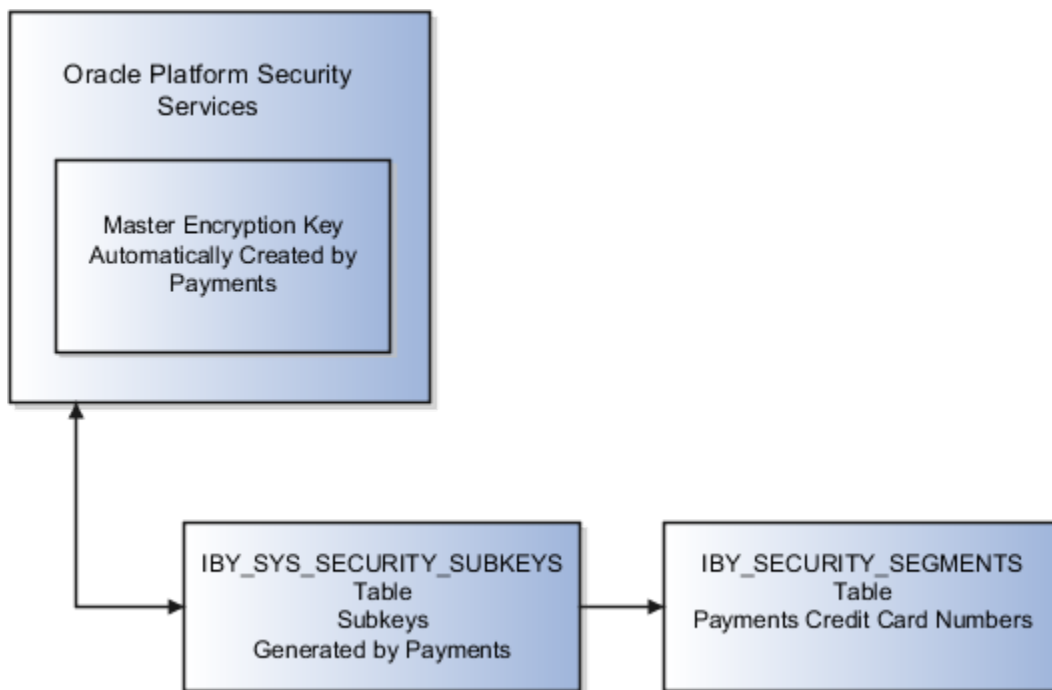 Oracle Platform Security
Services
Master Encryption Key
Automatically Created by
Payments
IBY_SYS_SECURITY_SUBKEYS
Table
Subkeys
Generated by Payments
IBY_SECURITY_SEGMENTS
Table
Payments Credit Card Numbers